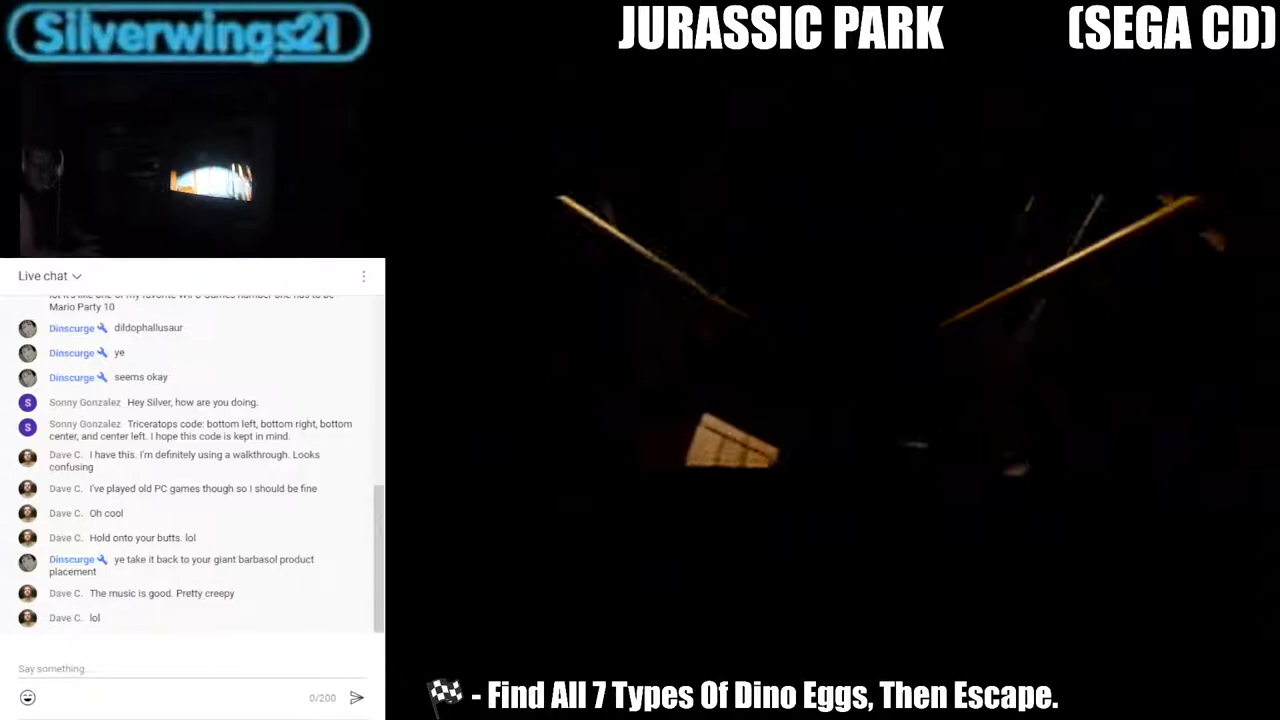 Silverwings21
JURASSIC PARK (SEGA CD)
Live chat
Mario Party 10
Dinscurge dildophallusaur
Dinscurge ye
Dinscurge seems okay
S Sonny Gonzalez Hey Silver, how are you doing.
S Sonny Gonzalez Triceratops code: bottom left, bottom right, bottom
center, and center left. I hope this code is kept in mind.
Dave C. I have this. I'm definitely using a walkthrough. Looks
confusing
Dave C. I've played old PC games though so I should be fine
Dave C. Oh cool
Dave C. Hold onto your butts. lol
Dinscurge ye take it back to your giant barbasol product
placement
Dave C. The music is good. Pretty creepy
Dave C. lol
Say something...
0/200
- Find All 7 Types Of Dino Eggs, Then Escape.